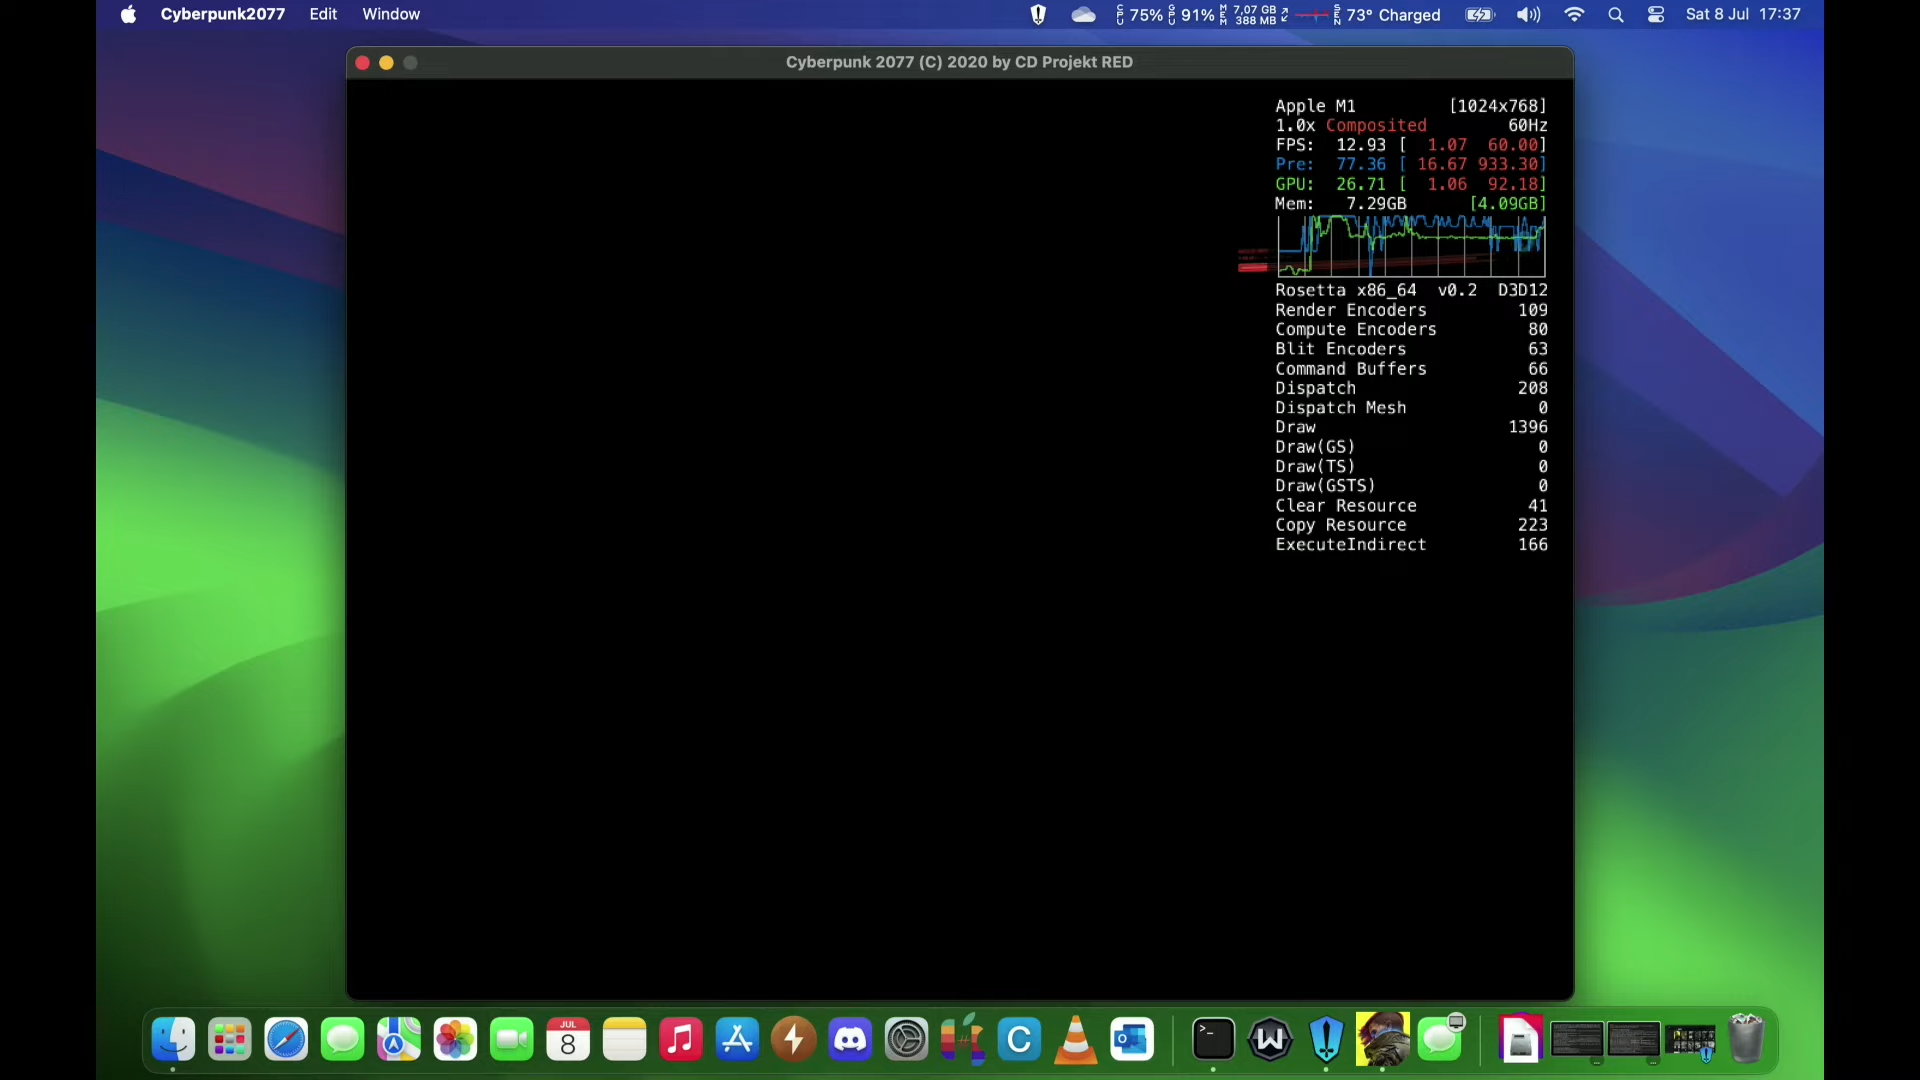 Cyberpunk2077 Edit Window CPU 75% GPU 91% MEM 7,07 GB 388 MB SEN 73° Charged Sat 8 Jul 17:37
Cyberpunk 2077 (C) 2020 by CD Projekt RED
Apple M1 [1024x768]
1.0x Composited 60Hz
FPS: 12.93 [ 1.07 60.00]
Pre: 77.36 [ 16.67 933.30]
GPU: 26.71 [ 1.06 92.18]
Mem: 7.29GB [4.09GB]
Rosetta x86_64 v0.2 D3D12
Render Encoders 109
Compute Encoders 80
Blit Encoders 63
Command Buffers 66
Dispatch 208
Dispatch Mesh 0
Draw 1396
Draw(GS) 0
Draw(TS) 0
Draw(GSTS) 0
Clear Resource 41
Copy Resource 223
ExecuteIndirect 166
JUL
8